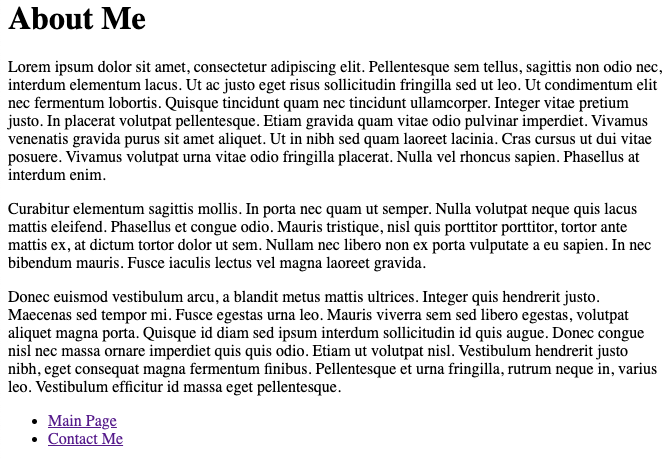 About Me
Lorem ipsum dolor sit amet, consectetur adipiscing elit. Pellentesque sem tellus, sagittis non odio nec,
interdum elementum lacus. Ut ac justo eget risus sollicitudin fringilla sed ut leo. Ut condimentum elit
nec fermentum lobortis. Quisque tincidunt quam nec tincidunt ullamcorper. Integer vitae pretium
justo. In placerat volutpat pellentesque. Etiam gravida quam vitae odio pulvinar imperdiet. Vivamus
venenatis gravida purus sit amet aliquet. Ut in nibh sed quam laoreet lacinia. Cras cursus ut dui vitae
posuere. Vivamus volutpat urna vitae odio fringilla placerat. Nulla vel rhoncus sapien. Phasellus at
interdum enim.
Curabitur elementum sagittis mollis. In porta nec quam ut semper. Nulla volutpat neque quis lacus
mattis eleifend. Phasellus et congue odio. Mauris tristique, nisl quis porttitor porttitor, tortor ante
mattis ex, at dictum tortor dolor ut sem. Nullam nec libero non ex porta vulputate a eu sapien. In nec
bibendum mauris. Fusce iaculis lectus vel magna laoreet gravida.
Donec euismod vestibulum arcu, a blandit metus mattis ultrices. Integer quis hendrerit justo.
Maecenas sed tempor mi. Fusce egestas urna leo. Mauris viverra sem sed libero egestas, volutpat
aliquet magna porta. Quisque id diam sed ipsum interdum sollicitudin id quis augue. Donec congue
nisl nec massa ornare imperdiet quis quis odio. Etiam ut volutpat nisl. Vestibulum hendrerit justo
nibh, eget consequat magna fermentum finibus. Pellentesque et urna fringilla, rutrum neque in, varius
leo. Vestibulum efficitur id massa eget pellentesque.
• Main Page
• Contact Me